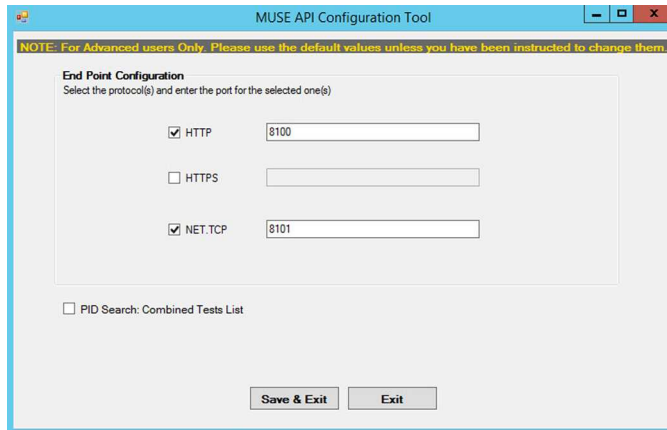 MUSE API Configuration Tool
NOTE: For Advanced users Only. Please use the default values unless you have been instructed to change them.
End Point Configuration
Select the protocol(s) and enter the port for the selected one(s)
HTTP 8100
HTTPS
NET.TCP 8101
PID Search: Combined Tests List
Save & Exit Exit